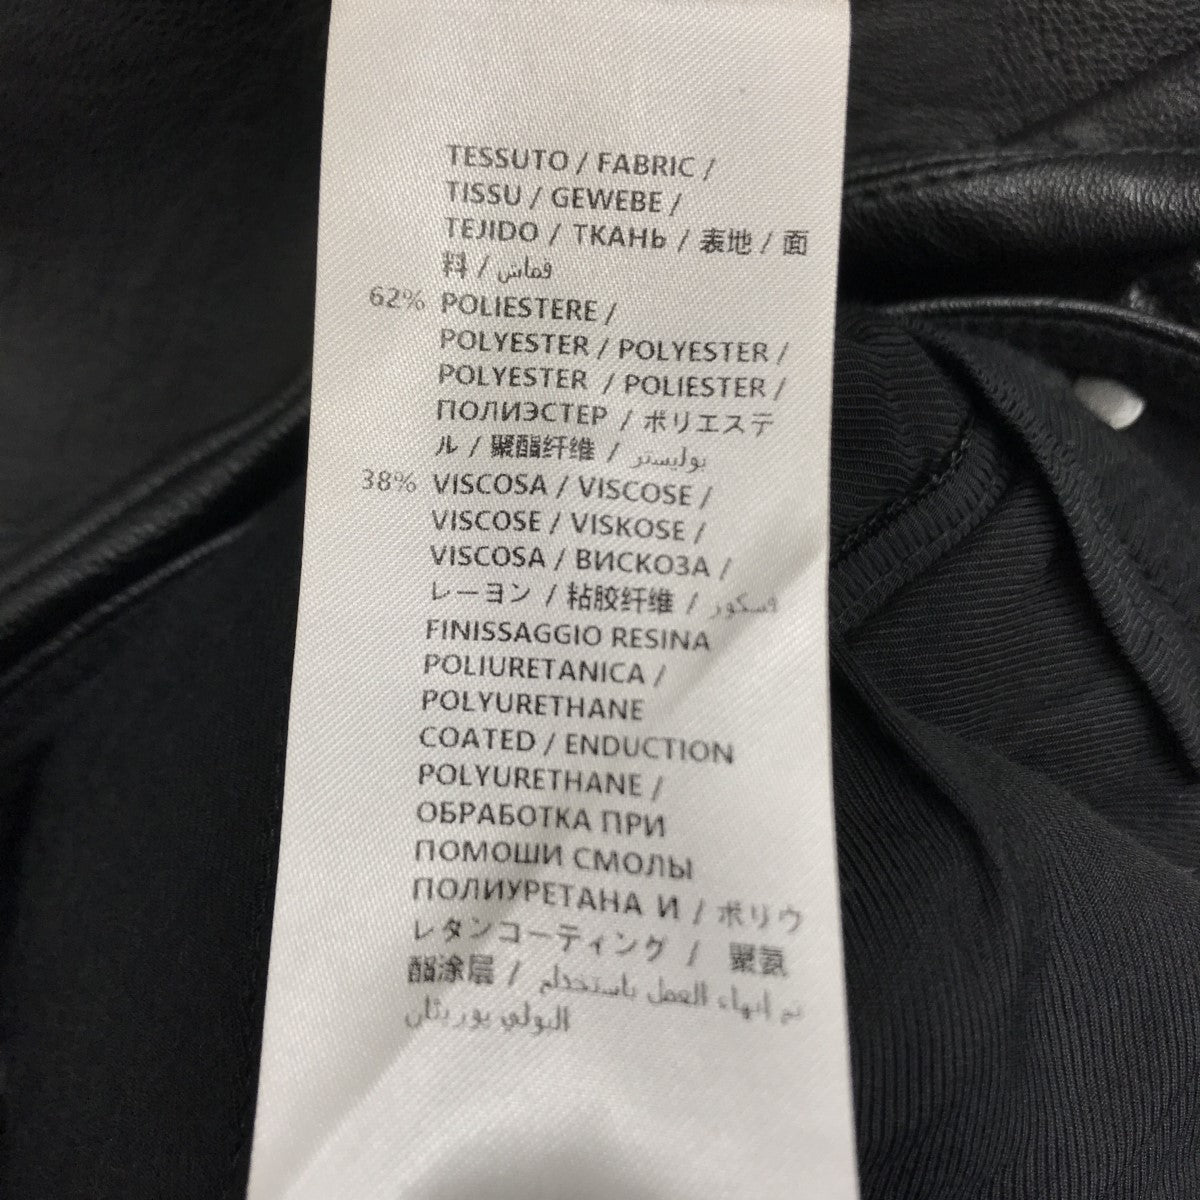 TESSUTO / FABRIC /
TISSU / GEWEBE /
TEJIDO / ТКАНЬ / 表地 / 面
料 / قماش
62% POLIESTERE /
POLYESTER / POLYESTER /
POLYESTER / POLIESTER /
ПОЛИЭСТЕР / ポリエステ
ル / 聚酯纤维 / بوليستر
38% VISCOSA / VISCOSE /
VISCOSE / VISKOSE /
VISCOSA / ВИСКОЗА /
レーヨン / 粘胶纤维 / فسكوز
FINISSAGGIO RESINA
POLIURETANICA /
POLYURETHANE
COATED / ENDUCTION
POLYURETHANE /
ОБРАБОТКА ПРИ
ПОМОШИ СМОЛЫ
ПОЛИУРЕТАНА И / ポリウ
レタンコーティング / 聚氨
酯涂层 / تم انهاء العمل باستخدام
البولي يوريثان